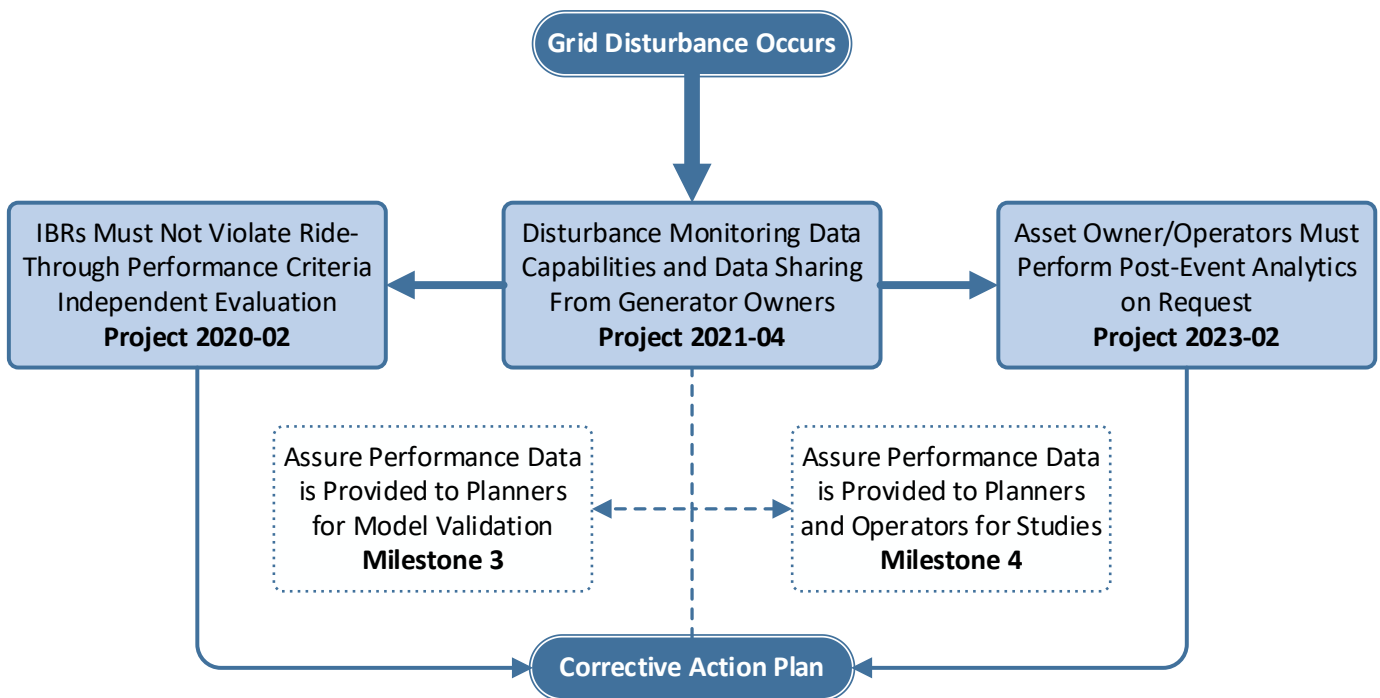 Grid Disturbance Occurs
IBRs Must Not Violate Ride-
Through Performance Criteria
Independent Evaluation
Project 2020-02
Disturbance Monitoring Data
Capabilities and Data Sharing
From Generator Owners
Project 2021-04
Asset Owner/Operators Must
Perform Post-Event Analytics
on Request
Project 2023-02
Assure Performance Data
is Provided to Planners
for Model Validation
Milestone 3
Assure Performance Data
is Provided to Planners
and Operators for Studies
Milestone 4
Corrective Action Plan